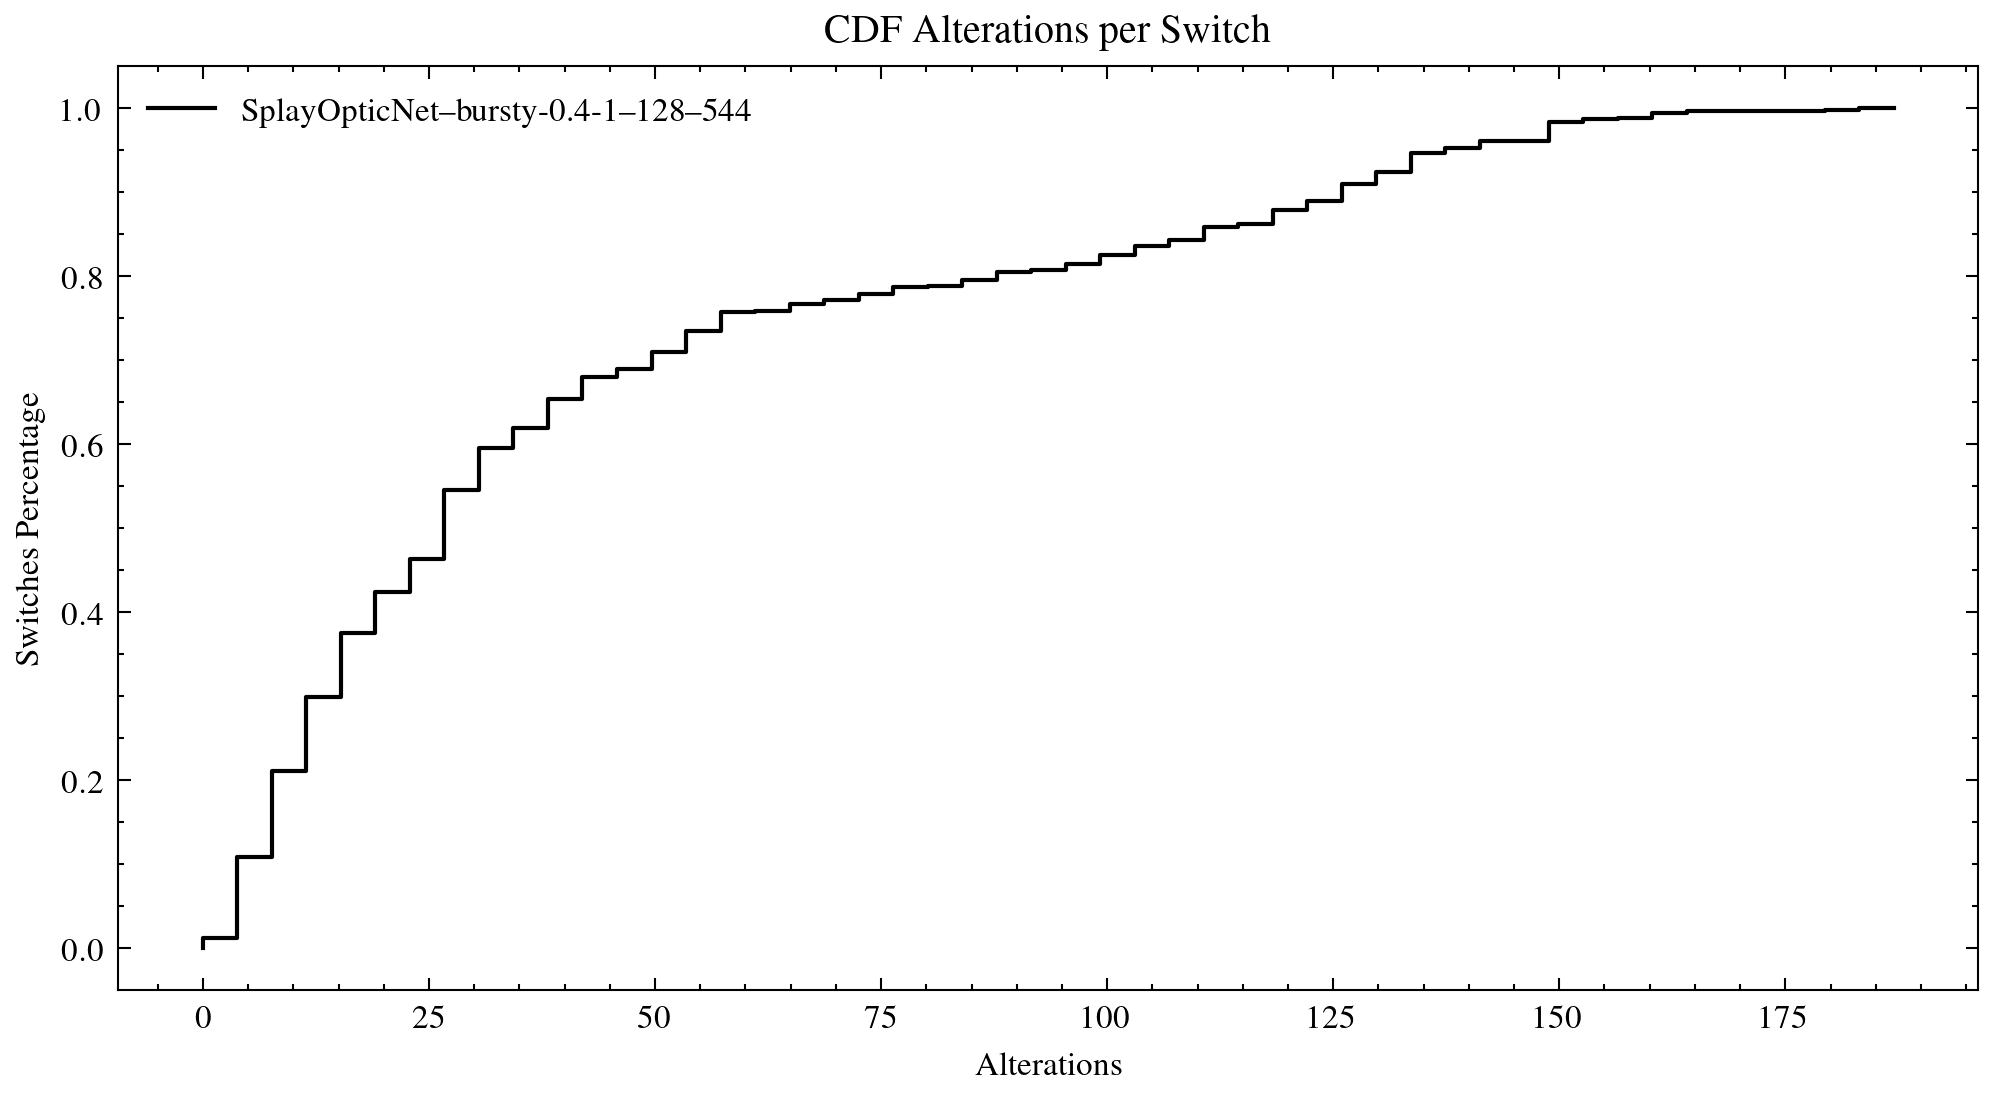 CDF Alterations per Switch
SplayOpticNet–bursty-0.4-1–128–544
1.0
0.8
0.6
0.4
0.2
0.0
Switches Percentage
0 25 50 75 100 125 150 175
Alterations